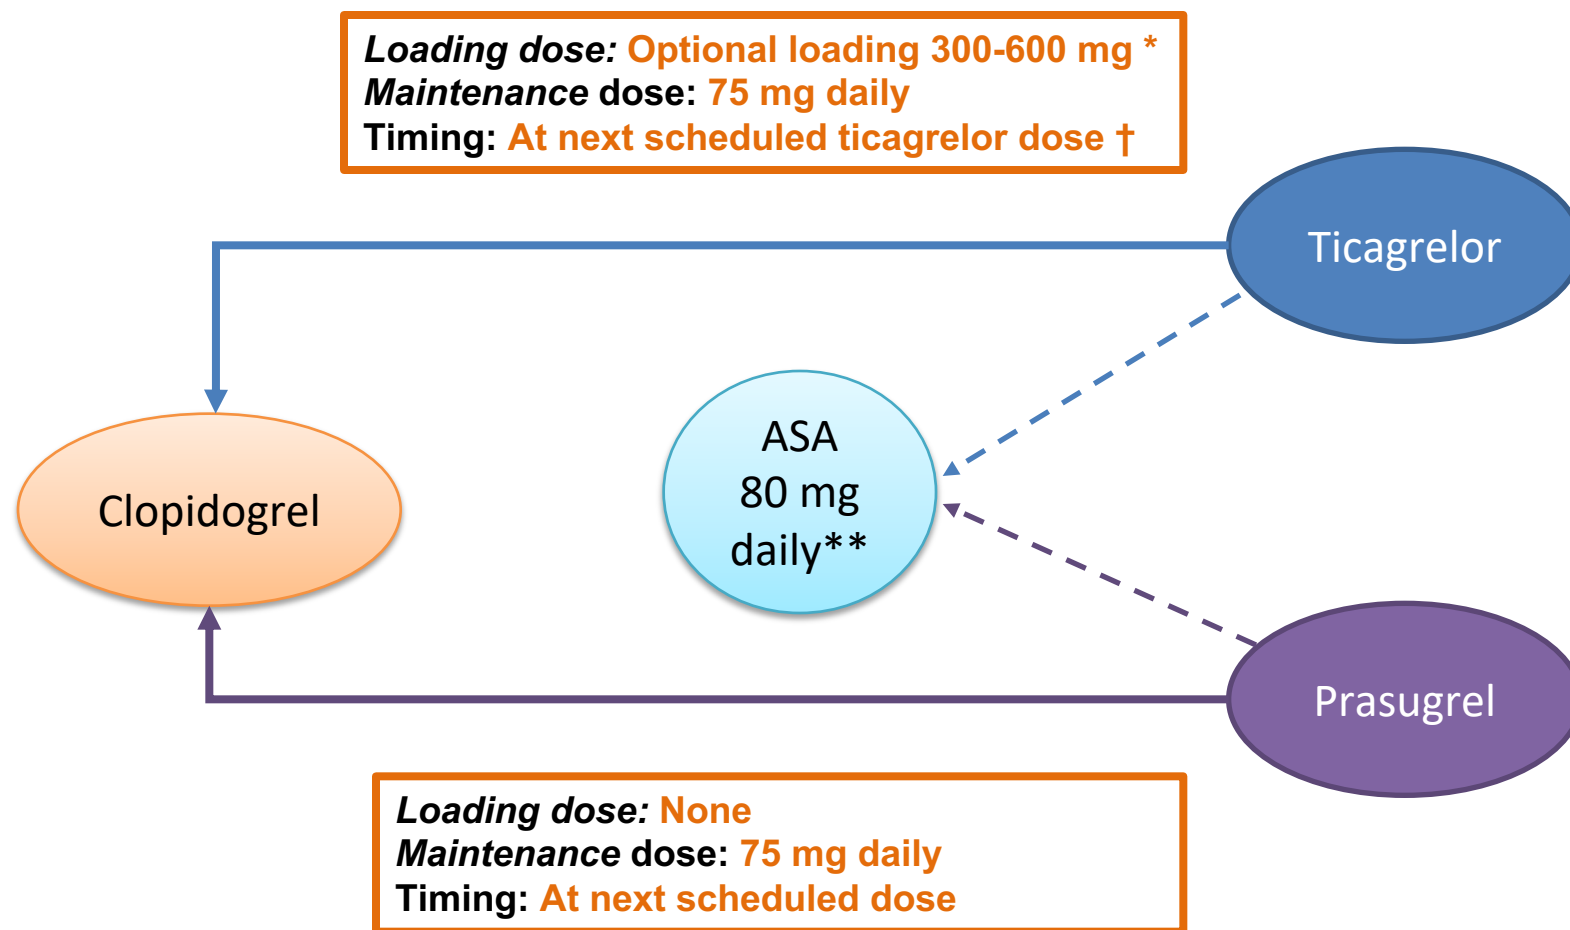 Loading dose: Optional loading 300-600 mg *
Maintenance dose: 75 mg daily
Timing: At next scheduled ticagrelor dose †
Ticagrelor
ASA
80 mg
daily**
Clopidogrel
Prasugrel
Loading dose: None
Maintenance dose: 75 mg daily
Timing: At next scheduled dose